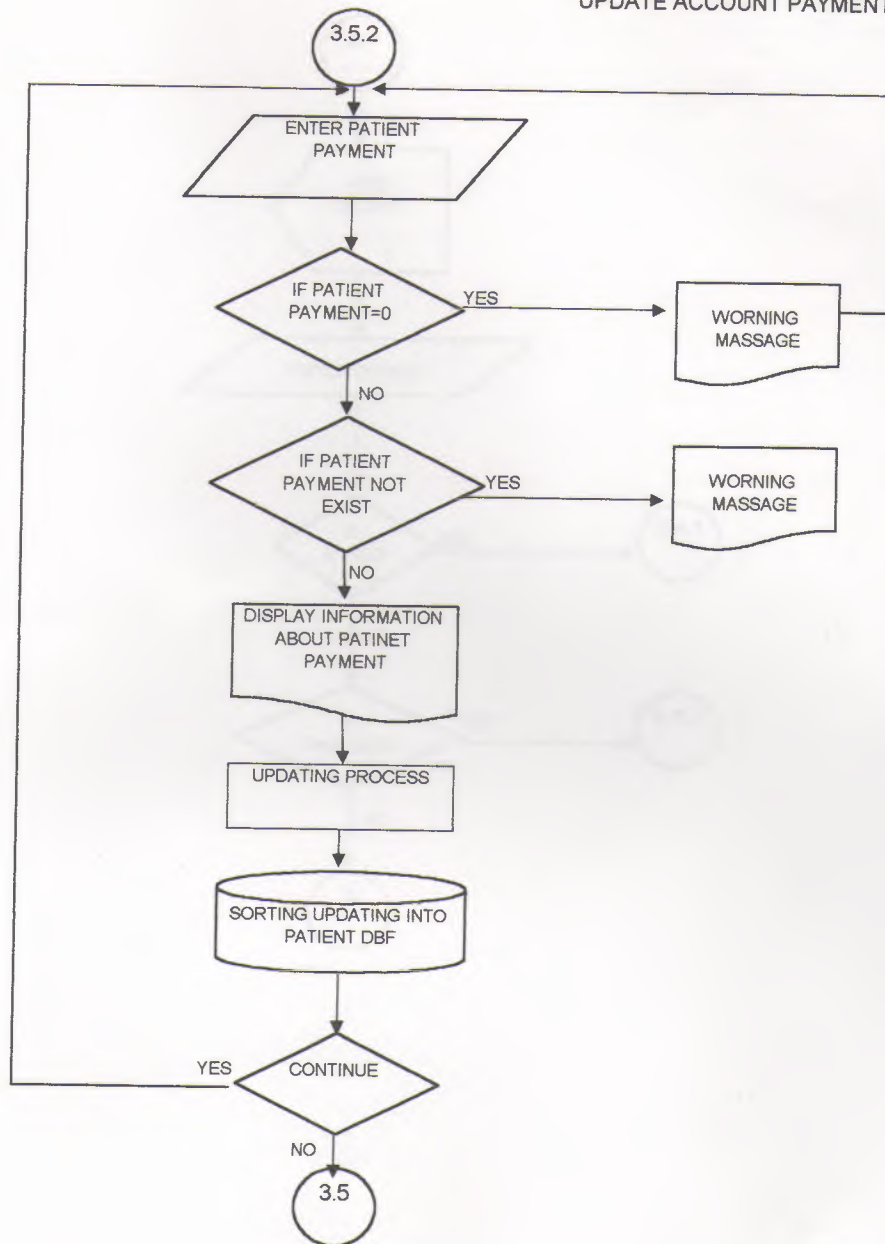 UPDATE ACCOUNT PAYMENT
3.5.2
ENTER PATIENT
PAYMENT
IF PATIENT
PAYMENT=0
YES
WORNING
MASSAGE
NO
IF PATIENT
PAYMENT NOT
EXIST
YES
WORNING
MASSAGE
NO
DISPLAY INFORMATION
ABOUT PATINET
PAYMENT
UPDATING PROCESS
SORTING UPDATING INTO
PATIENT DBF
YES
CONTINUE
NO
3.5